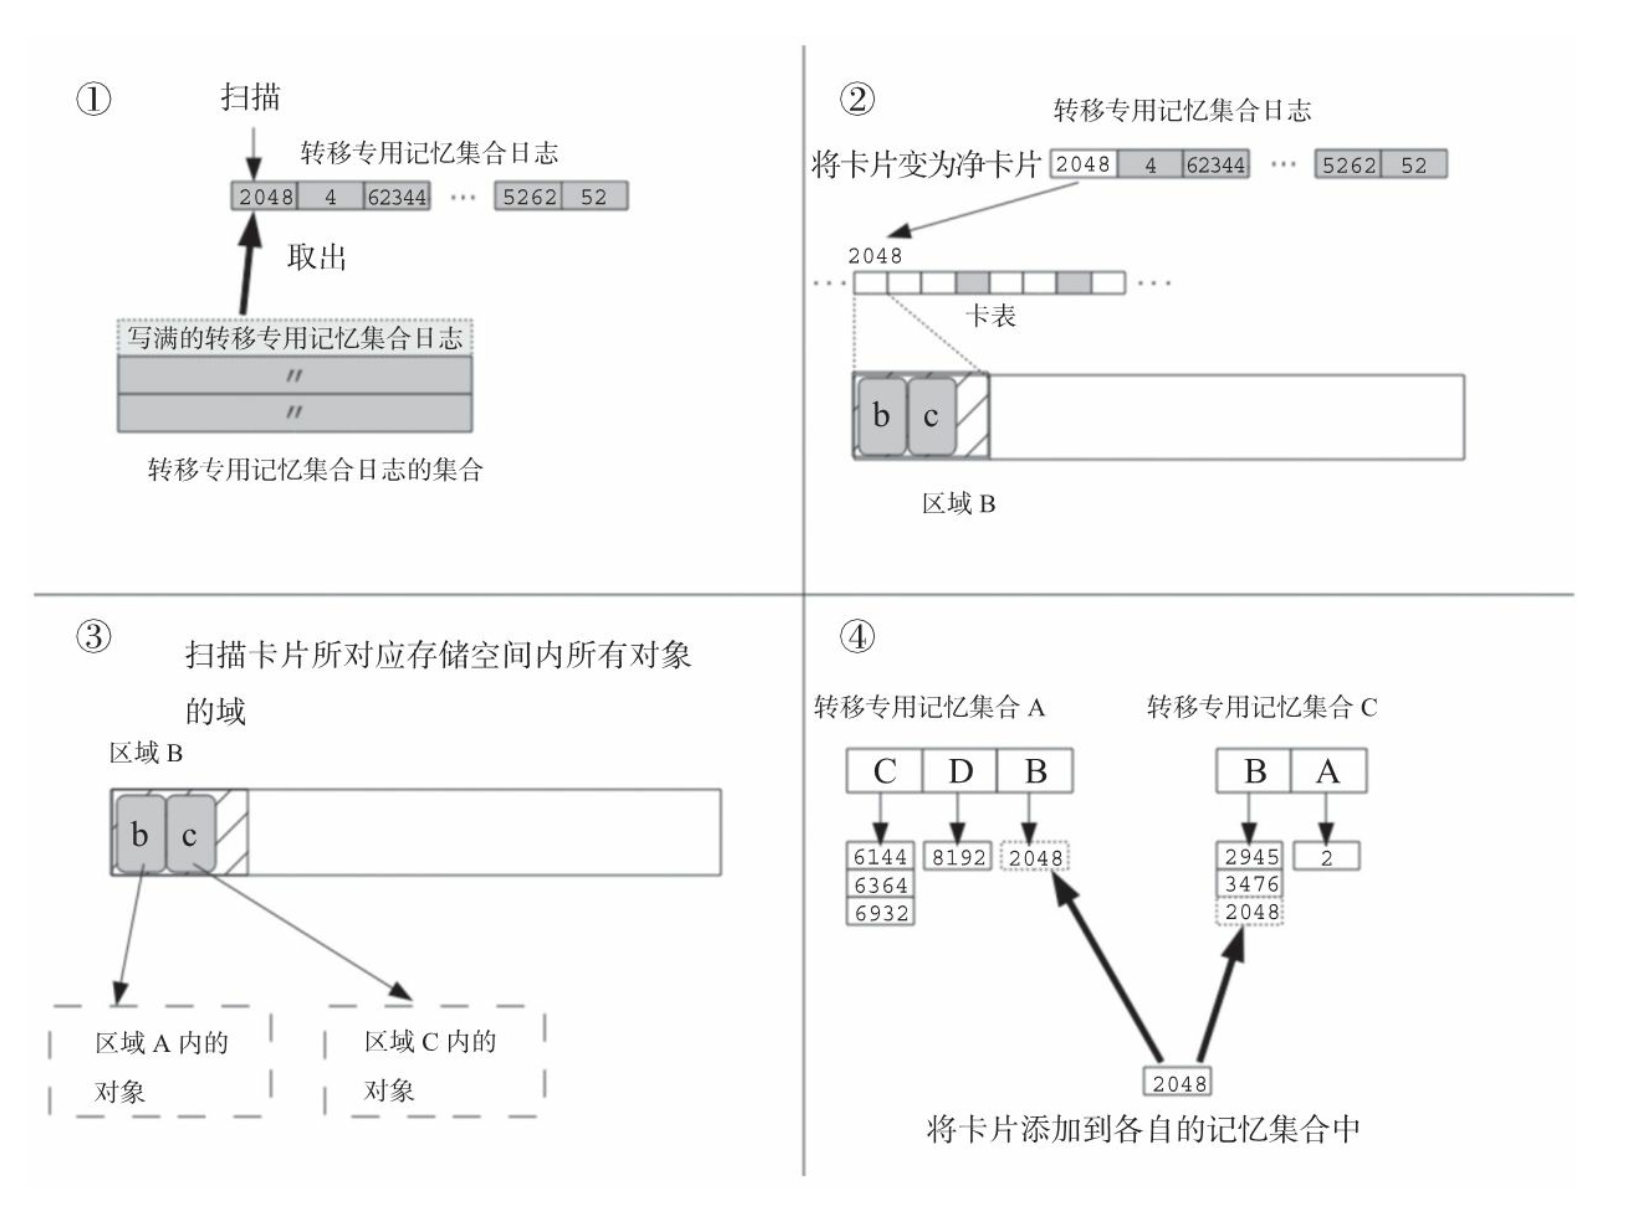 ①
扫描
转移专用记忆集合日志
2048 4 62344 … 5262 52
取出
写满的转移专用记忆集合日志
〃
〃
转移专用记忆集合日志的集合
②
转移专用记忆集合日志
将卡片变为净卡片 2048 4 62344 … 5262 52
2048
… …
卡表
b c
区域 B
③
扫描卡片所对应存储空间内所有对象
的域
区域 B
b c
区域 A 内的
对象
区域 C 内的
对象
④
转移专用记忆集合 A
转移专用记忆集合 C
C D B
B A
6144 8192 2048
6364
6932
2945 2
3476
2048
2048
将卡片添加到各自的记忆集合中